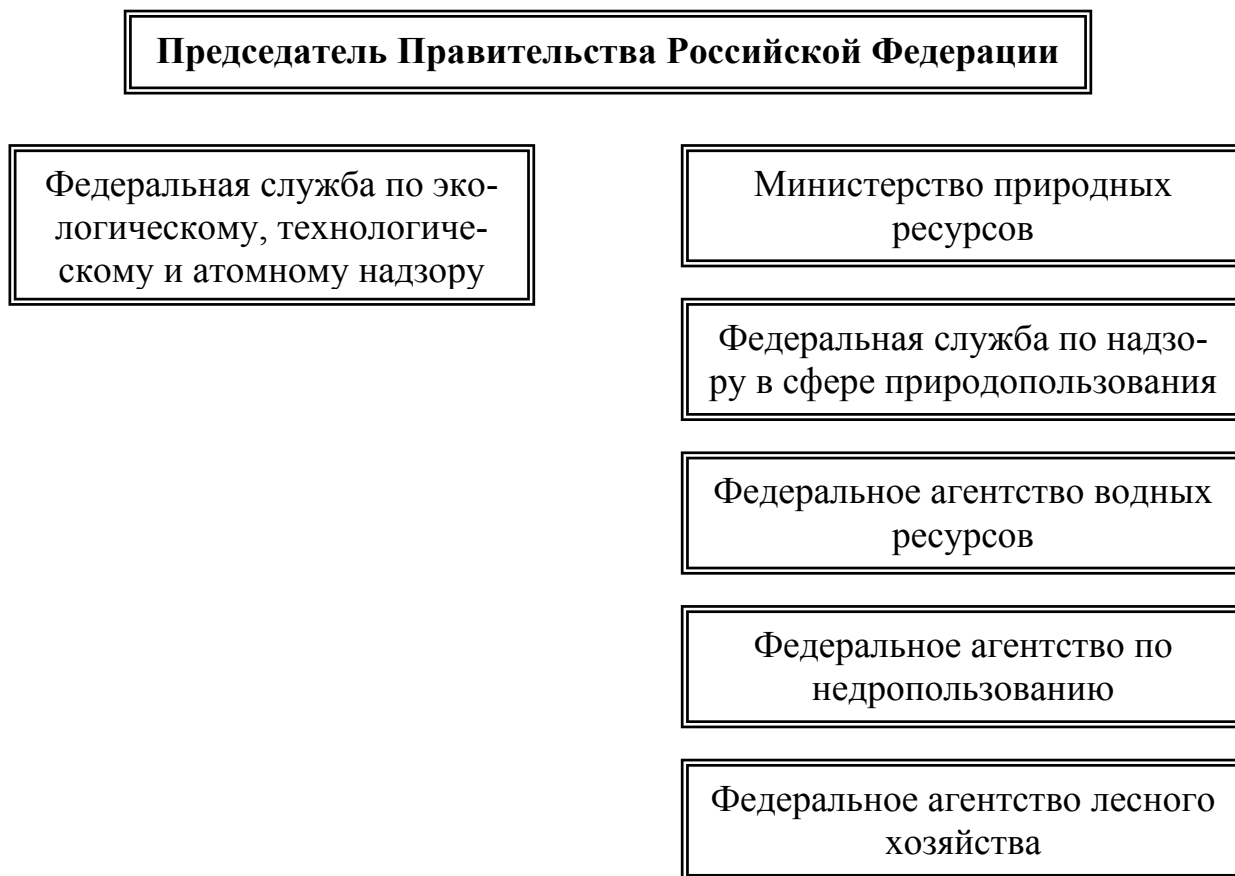 Председатель Правительства Российской Федерации
Федеральная служба по эко-
логическому, технологиче-
скому и атомному надзору
Министерство природных
ресурсов
Федеральная служба по надзо-
ру в сфере природопользования
Федеральное агентство водных
ресурсов
Федеральное агентство по
недропользованию
Федеральное агентство лесного
хозяйства